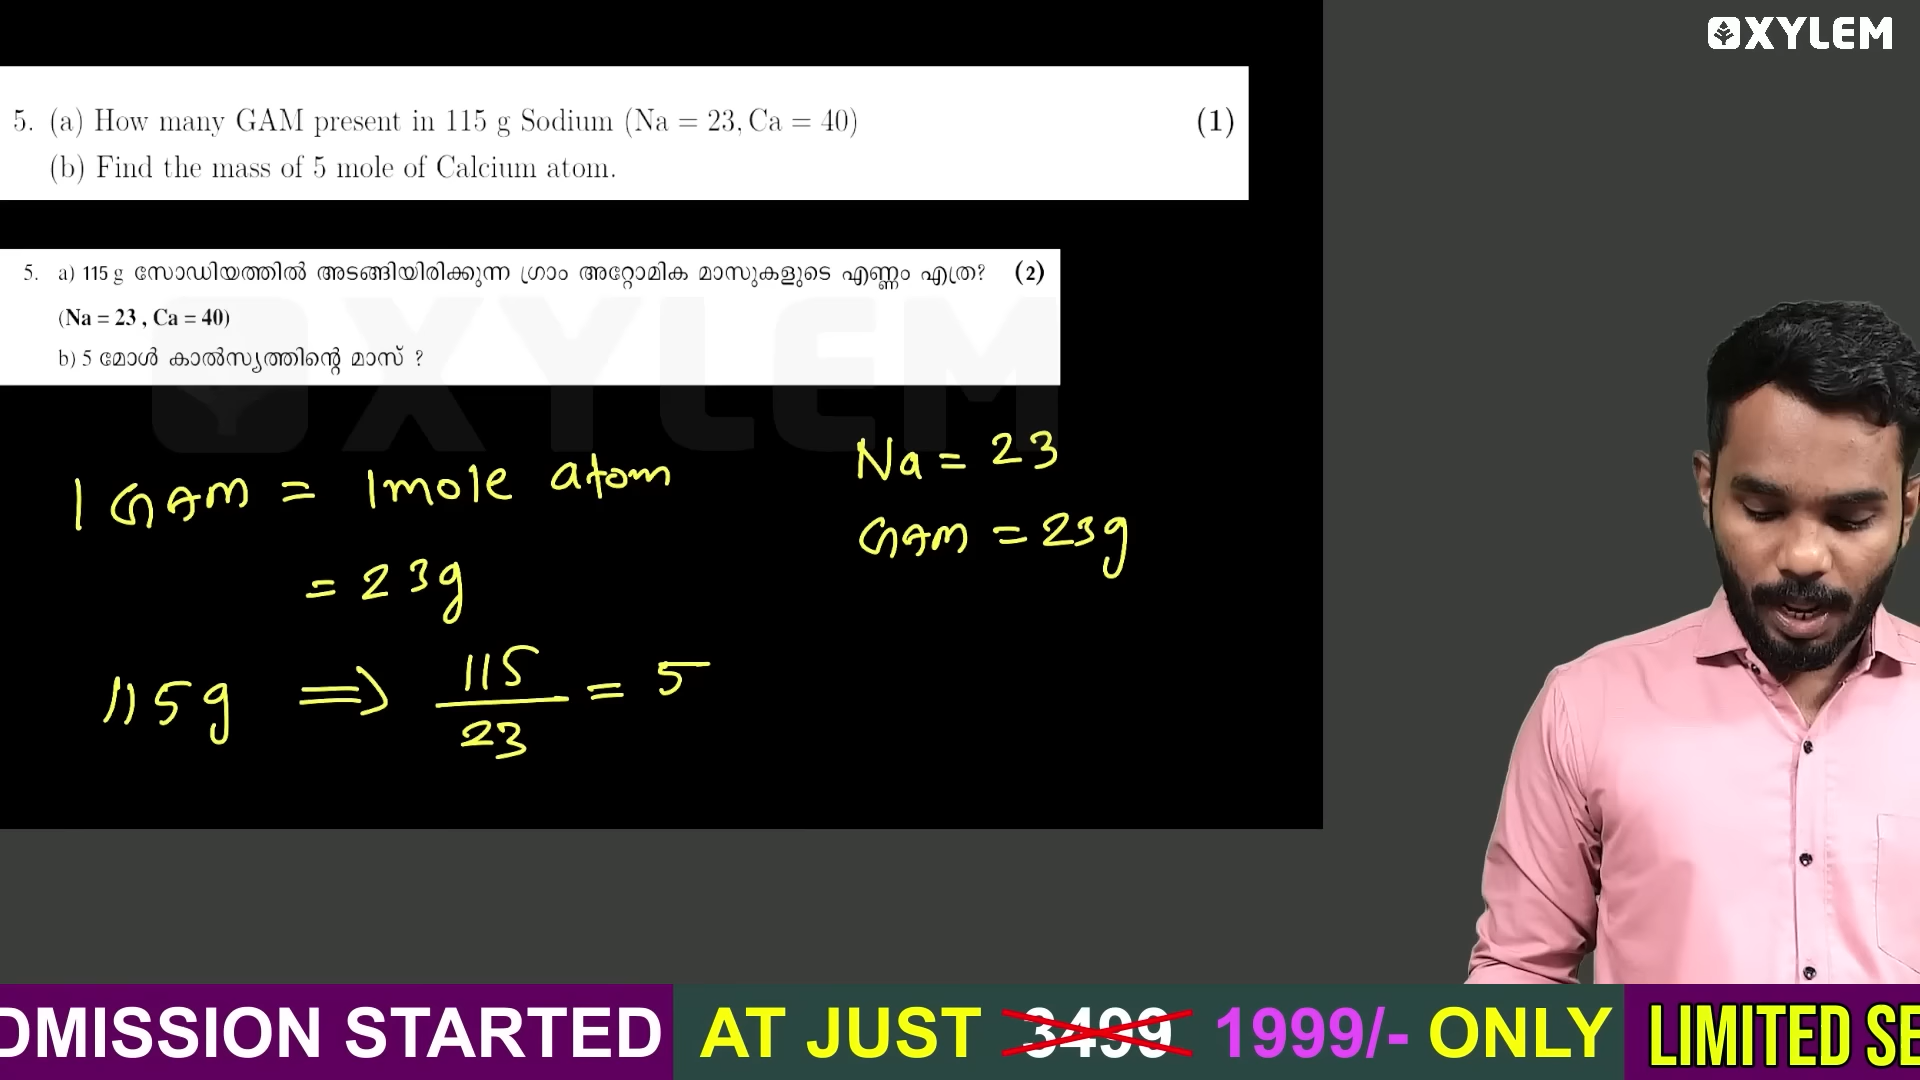 XYLEM
5. (a) How many GAM present in 115 g Sodium (Na = 23, Ca = 40) (1)
(b) Find the mass of 5 mole of Calcium atom.
5. a) 115 g സോഡിയത്തിൽ അടങ്ങിയിരിക്കുന്ന ഗ്രാം അറ്റോമിക മാസുകളുടെ എണ്ണം എത്ര? (2)
(Na = 23 , Ca = 40)
b) 5 മോൾ കാൽസ്യത്തിന്റെ മാസ് ?
XYLEM
1 GAM = 1mole atom
= 23g
115g ⟹ 115/23 = 5
Na = 23
GAM = 23g
DMISSION STARTED AT JUST 3499 1999/- ONLY LIMITED SE